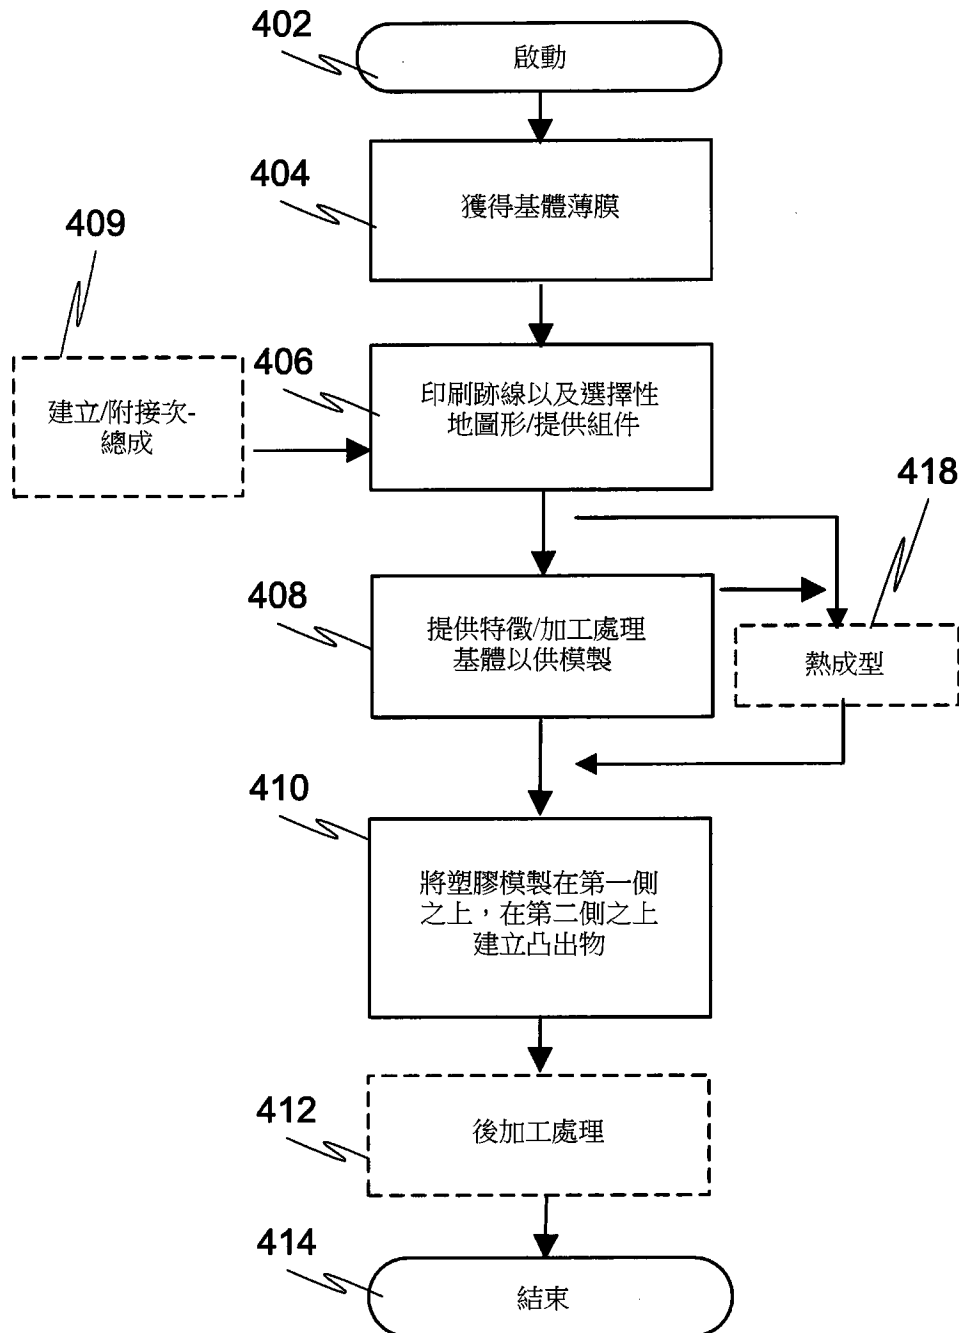 402
啟動
404
獲得基體薄膜
409
建立/附接次-
總成
406
印刷跡線以及選擇性
地圖形/提供組件
418
熱成型
408
提供特徵/加工處理
基體以供模製
410
將塑膠模製在第一側
之上，在第二側之上
建立凸出物
412
後加工處理
414
結束